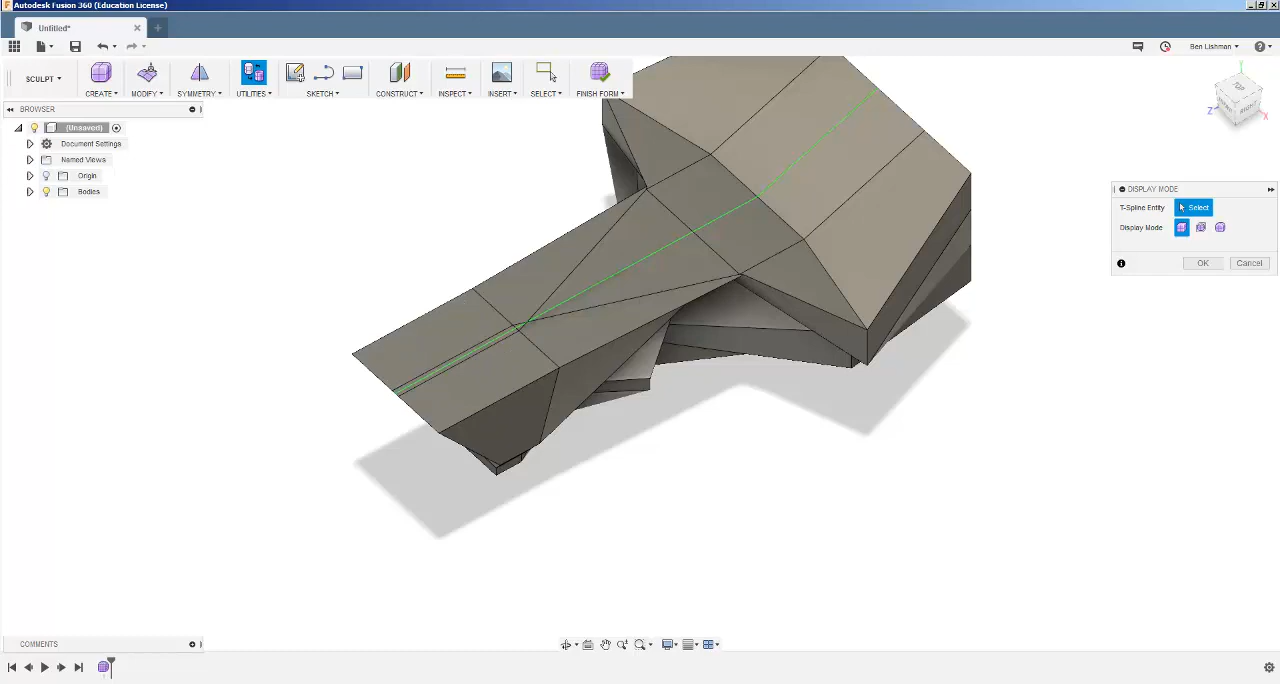 Autodesk Fusion 360 (Education License)
Untitled*
Ben Lishman
SCULPT
CREATE
MODIFY
SYMMETRY
UTILITIES
SKETCH
CONSTRUCT
INSPECT
INSERT
SELECT
FINISH FORM
BROWSER
(Unsaved)
Document Settings
Named Views
Origin
Bodies
TOP
RIGHT
Y
Z
X
DISPLAY MODE
T-Spline Entity
Select
Display Mode
OK
Cancel
COMMENTS